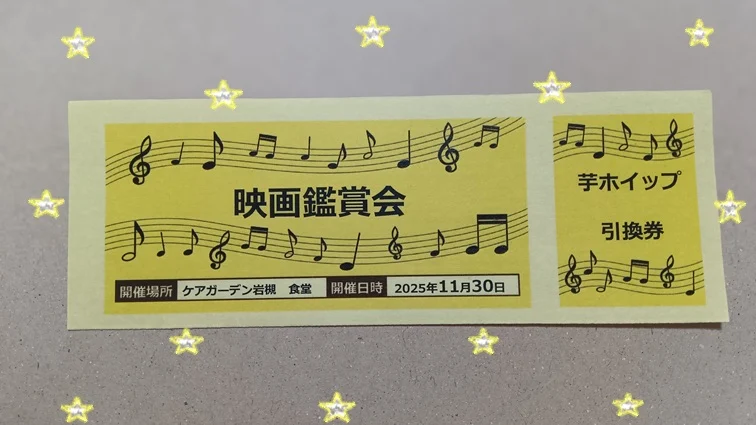 映画鑑賞会
開催場所 ケアガーデン岩槻 食堂 開催日時 2025年11月30日
芋ホイップ
引換券